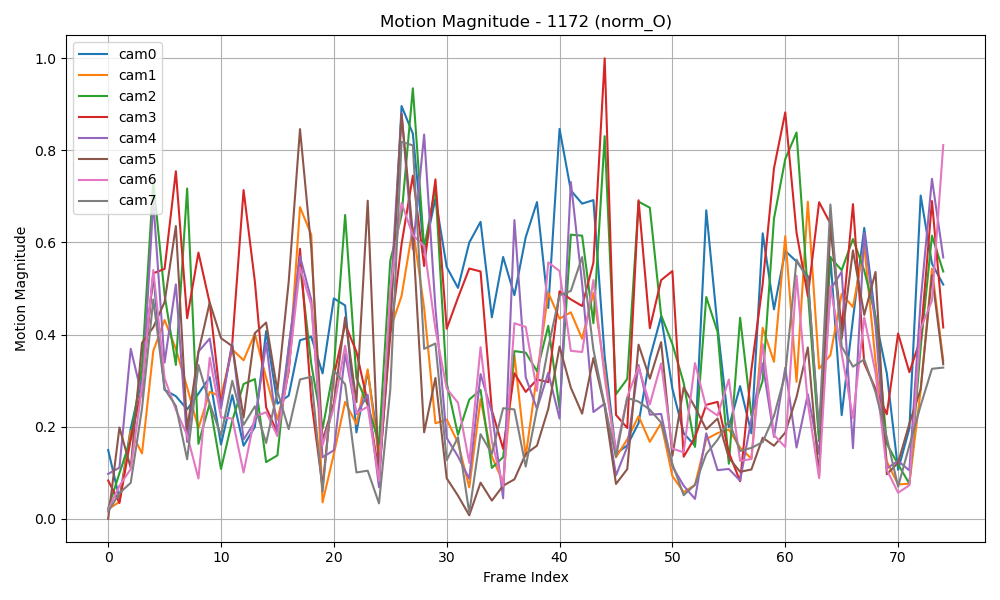 Motion Magnitude - 1172 (norm_O)
Motion Magnitude
1.0
0.8
0.6
0.4
0.2
0.0
cam0
cam1
cam2
cam3
cam4
cam5
cam6
cam7
0 10 20 30 40 50 60 70
Frame Index